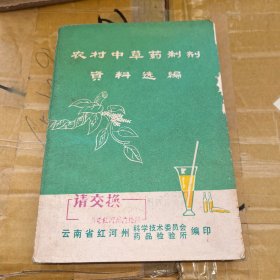 农村中草药制剂
资料选编
请交换
云南省红河州科学技术委员会药品检验所编印